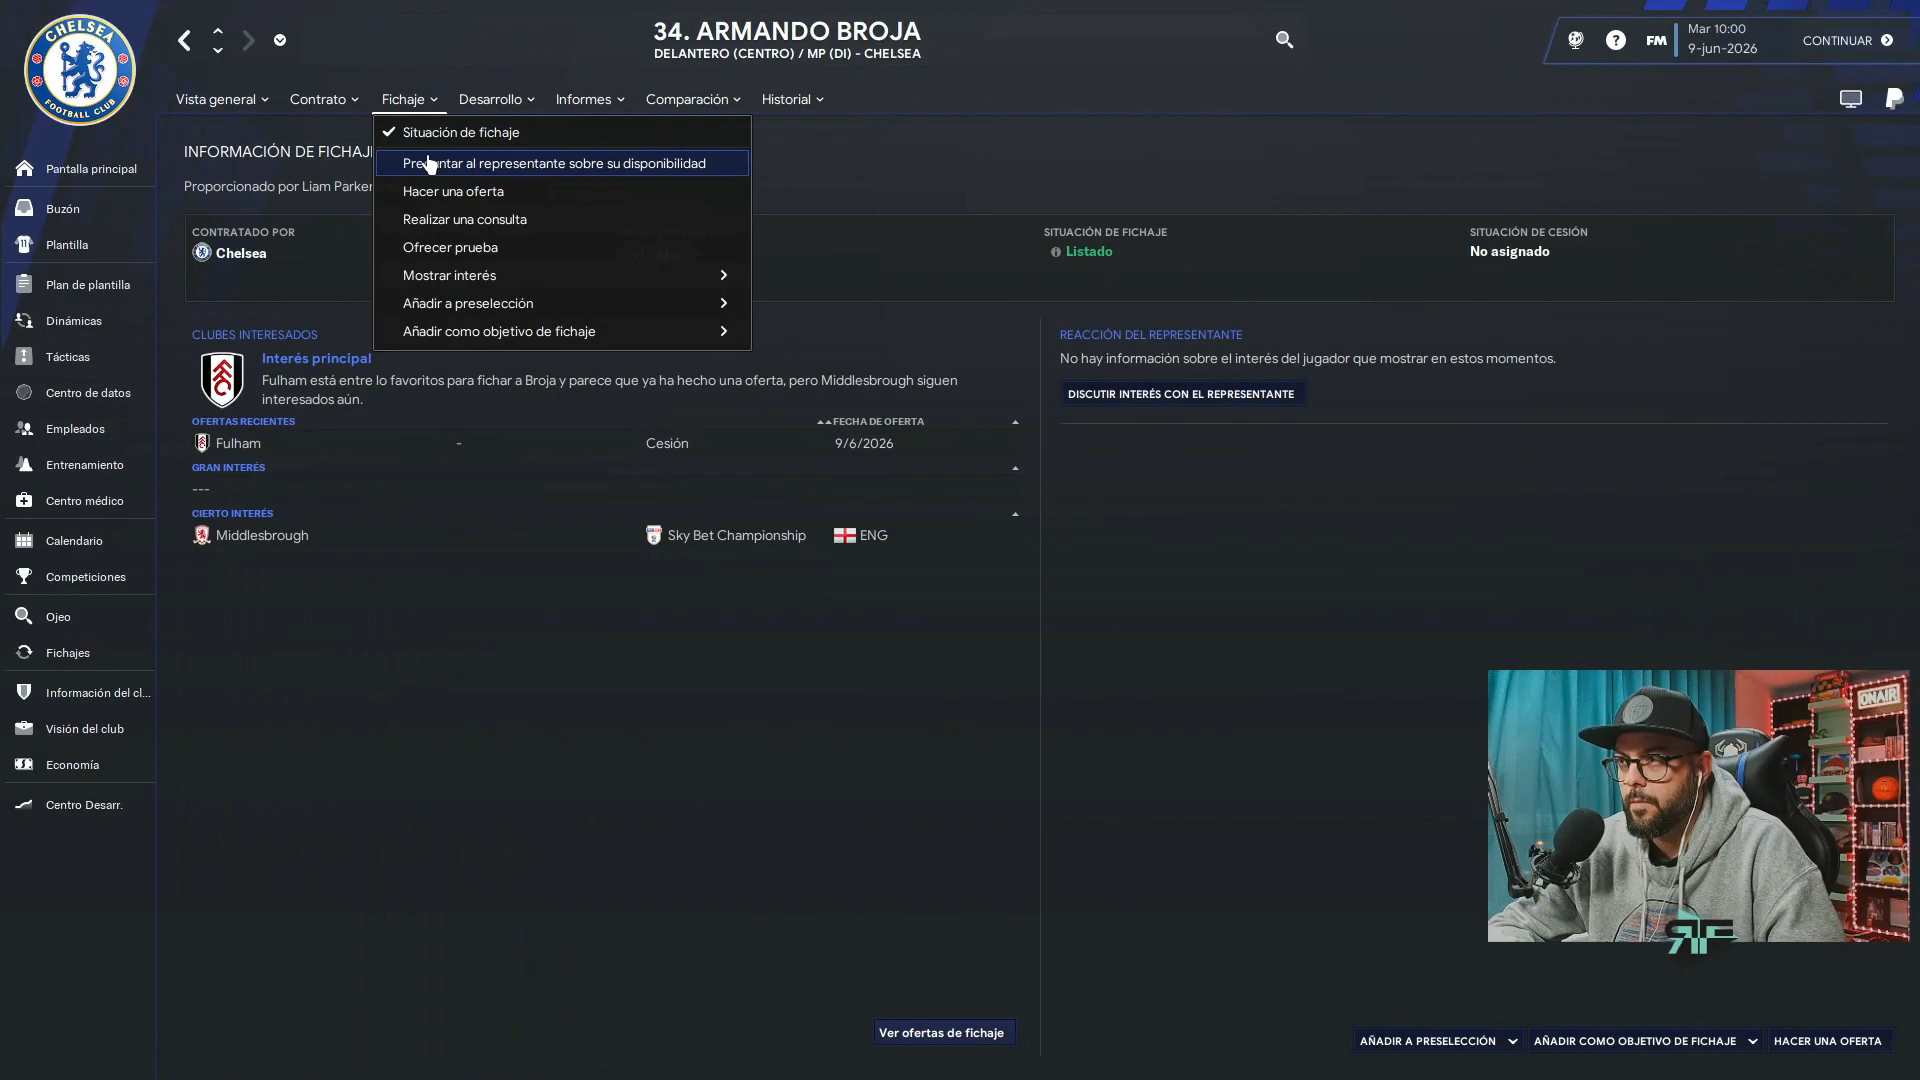 CHELSEA
FOOTBALL CLUB
34. ARMANDO BROJA
DELANTERO (CENTRO) / MP (DI) - CHELSEA
FM
Mar 10:00
9-jun-2026
CONTINUAR
Vista general
Contrato
Fichaje
Desarrollo
Informes
Comparación
Historial
Pantalla principal
Buzón
Plantilla
Plan de plantilla
Dinámicas
Tácticas
Centro de datos
Empleados
Entrenamiento
Centro médico
Calendario
Competiciones
Ojeo
Fichajes
Información del cl...
Visión del club
Economía
Centro Desarr.
INFORMACIÓN DE FICHAJ
Proporcionado por Liam Parker
Situación de fichaje
al representante sobre su disponibilidad
Hacer una oferta
Realizar una consulta
Ofrecer prueba
Mostrar interés
Añadir a preselección
Añadir como objetivo de fichaje
CONTRATADO POR
Chelsea
SITUACIÓN DE FICHAJE
Listado
SITUACIÓN DE CESIÓN
No asignado
CLUBES INTERESADOS
Interés principal
Fulham está entre lo favoritos para fichar a Broja y parece que ya ha hecho una oferta, pero Middlesbrough siguen
interesados aún.
OFERTAS RECIENTES
FECHA DE OFERTA
Fulham - Cesión 9/6/2026
GRAN INTERÉS
---
CIERTO INTERÉS
Middlesbrough Sky Bet Championship ENG
Ver ofertas de fichaje
REACCIÓN DEL REPRESENTANTE
No hay información sobre el interés del jugador que mostrar en estos momentos.
DISCUTIR INTERÉS CON EL REPRESENTANTE
ON AIR
AÑADIR A PRESELECCIÓN
AÑADIR COMO OBJETIVO DE FICHAJE
HACER UNA OFERTA